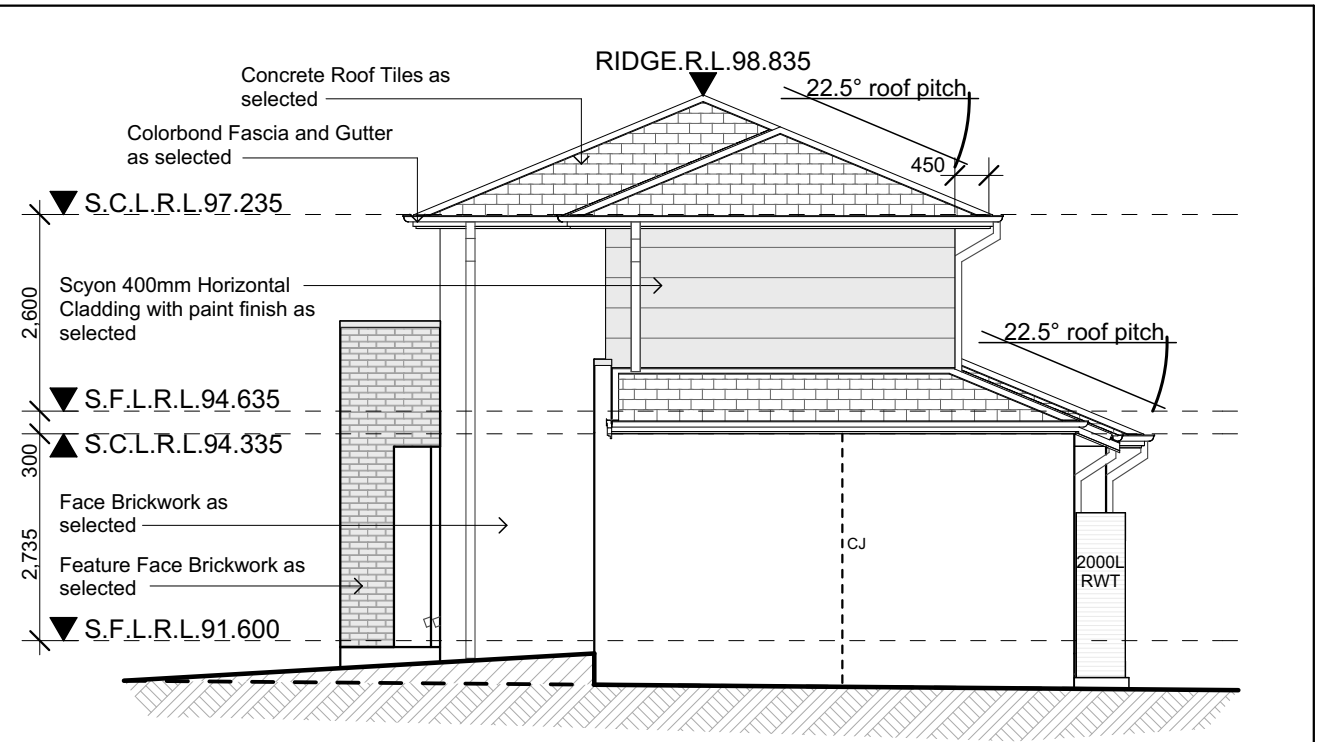 RIDGE.R.L.98.835
Concrete Roof Tiles as
selected
22.5° roof pitch
Colorbond Fascia and Gutter
as selected
450
S.C.L.R.L.97.235
Scyon 400mm Horizontal
Cladding with paint finish as
selected
2,600
22.5° roof pitch
S.F.L.R.L.94.635
S.C.L.R.L.94.335
300
Face Brickwork as
selected
CJ
2,735
Feature Face Brickwork as
selected
2000L
RWT
S.F.L.R.L.91.600